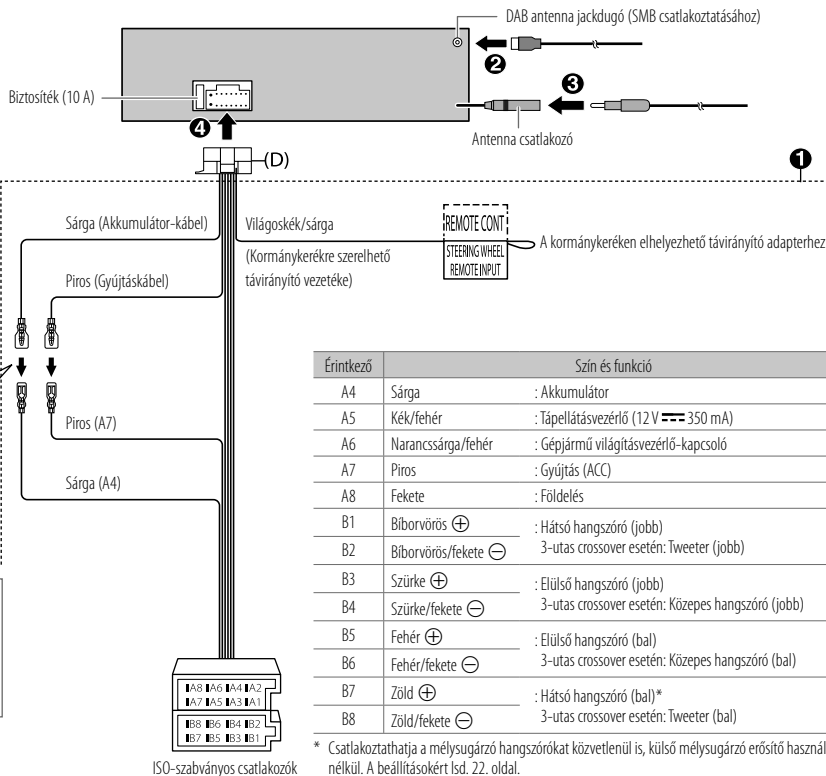 DAB antenna jackdugó (SMB csatlakoztatásához)
2
Biztosíték (10 A)
3
4
Antenna csatlakozó
(D)
1
Sárga (Akkumulátor-kábel)
Világoskék/sárga
(Kormánykerékre szerelhető
távirányító vezetéke)
REMOTE CONT
STEERING WHEEL
REMOTE INPUT
A kormánykeréken elhelyezhető távirányító adapterhez
Piros (Gyújtáskábel)
Piros (A7)
Sárga (A4)
Érintkező Szín és funkció
A4 Sárga : Akkumulátor
A5 Kék/fehér : Tápellátásvezérlő (12 V ⎓ 350 mA)
A6 Narancssárga/fehér : Gépjármű világításvezérlő-kapcsoló
A7 Piros : Gyújtás (ACC)
A8 Fekete : Földelés
B1 Bíborvörös ⊕ : Hátsó hangszóró (jobb)
B2 Bíborvörös/fekete ⊖ 3-utas crossover esetén: Tweeter (jobb)
B3 Szürke ⊕ : Elülső hangszóró (jobb)
B4 Szürke/fekete ⊖ 3-utas crossover esetén: Közepes hangszóró (jobb)
B5 Fehér ⊕ : Elülső hangszóró (bal)
B6 Fehér/fekete ⊖ 3-utas crossover esetén: Közepes hangszóró (bal)
B7 Zöld ⊕ : Hátsó hangszóró (bal)*
B8 Zöld/fekete ⊖ 3-utas crossover esetén: Tweeter (bal)
* Csatlakoztathatja a mélysugárzó hangszórókat közvetlenül is, külső mélysugárzó erősítő használ
nélkül. A beállításokért lsd. 22. oldal.
A8 A6 A4 A2
A7 A5 A3 A1
B8 B6 B4 B2
B7 B5 B3 B1
ISO-szabványos csatlakozók